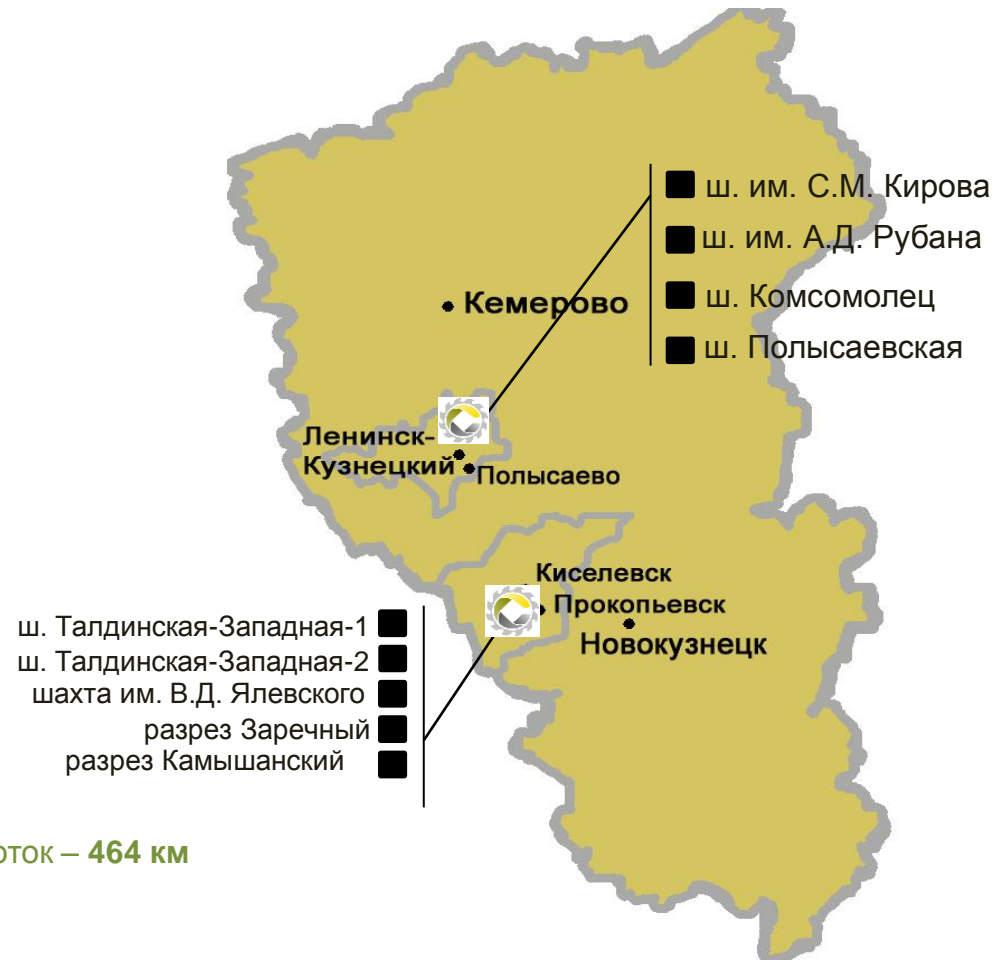 ш. им. С.М. Кирова
ш. им. А.Д. Рубана
ш. Комсомолец
ш. Полысаевская
Кемерово
Ленинск-
Кузнецкий
Полысаево
Киселевск
Прокопьевск
Новокузнецк
ш. Талдинская-Западная-1
ш. Талдинская-Западная-2
шахта им. В.Д. Ялевского
разрез Заречный
разрез Камышанский
– 464 км